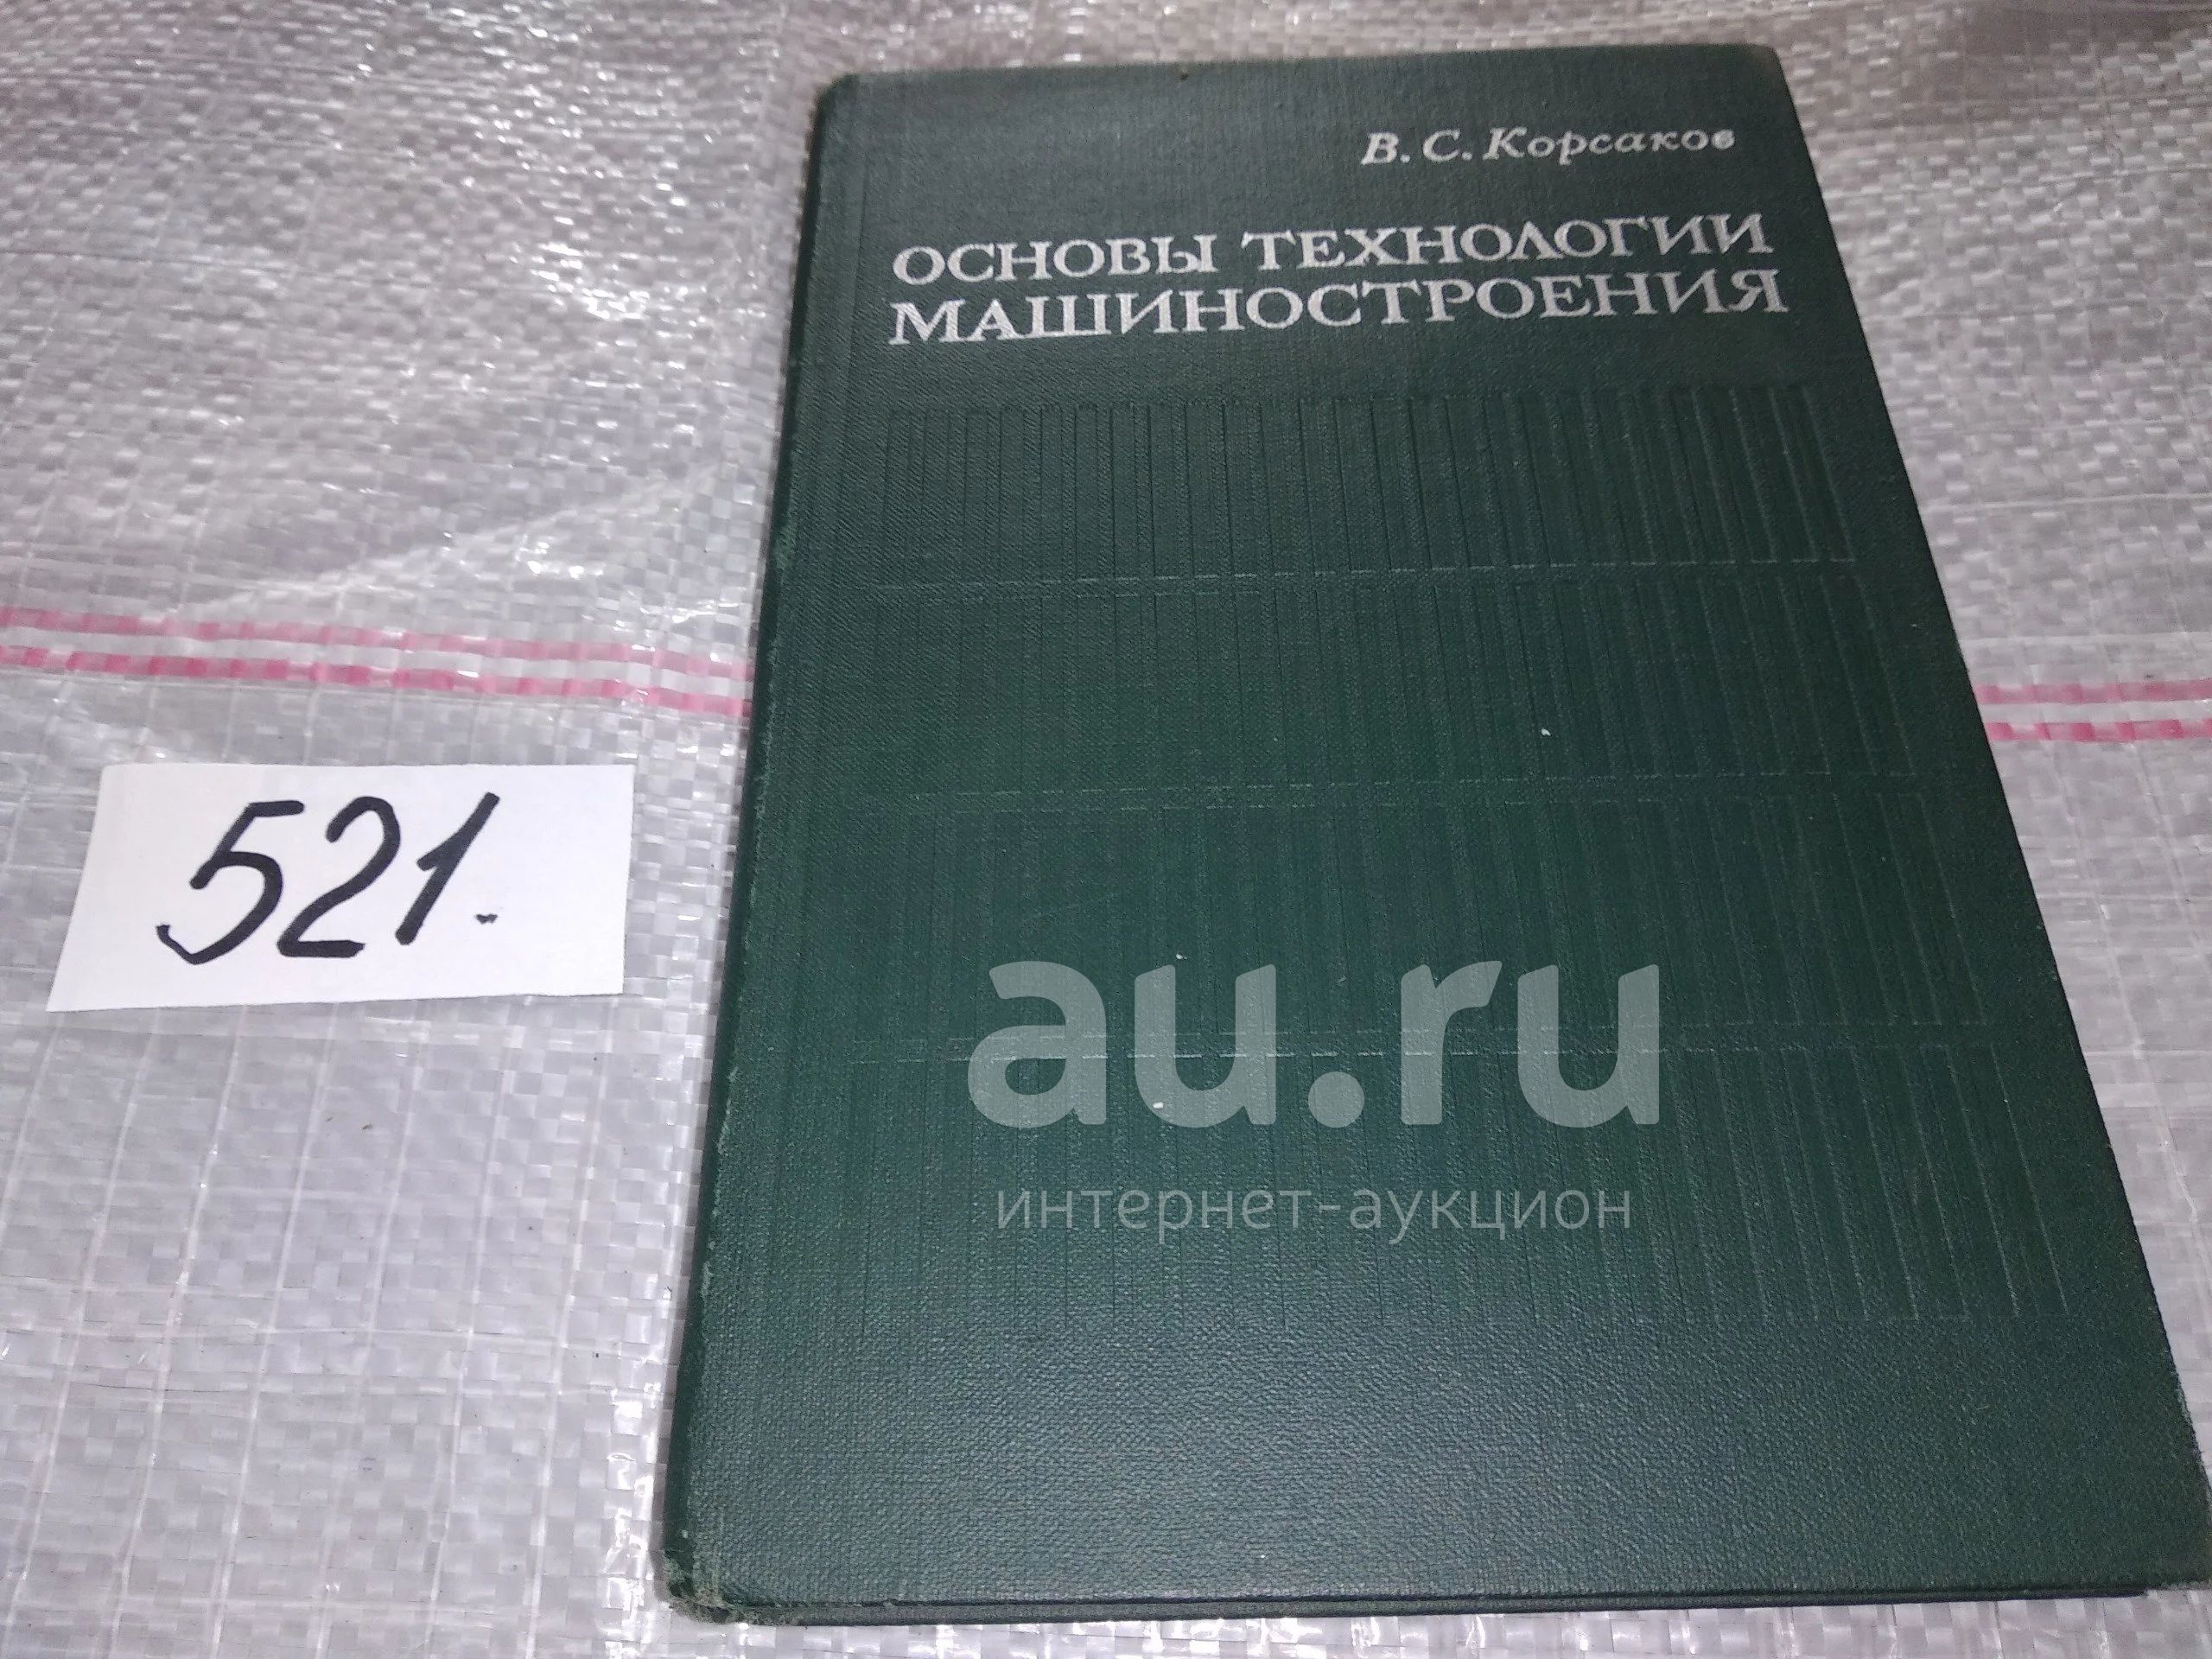 В. С. Корсаков
ОСНОВЫ ТЕХНОЛОГИИ
МАШИНОСТРОЕНИЯ
521.
au.ru
интернет-аукцион